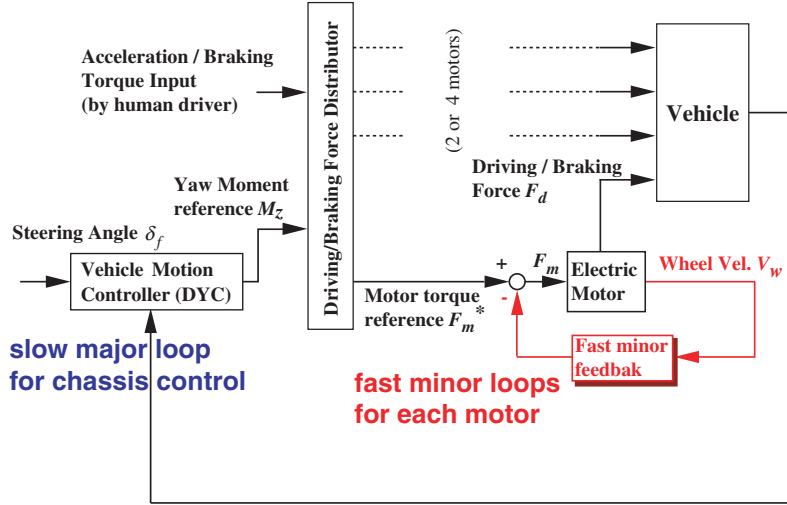 Acceleration / Braking
Torque Input
(by human driver)
Driving/Braking Force Distributor
(2 or 4 motors)
Vehicle
Driving / Braking
Force F_d
Yaw Moment
reference M_z
Steering Angle δ_f
Vehicle Motion
Controller (DYC)
+
-
F_m
Electric
Motor
Wheel Vel. V_w
Motor torque
reference F_m*
Fast minor
feedbak
slow major loop
for chassis control
fast minor loops
for each motor